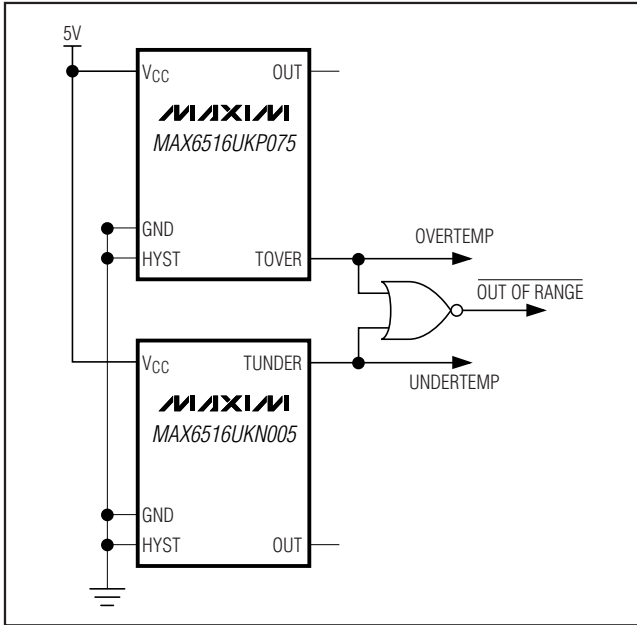 5V
VCC
OUT
MAXIM
MAX6516UKP075
GND
HYST
TOVER
OVERTEMP
OUT OF RANGE
VCC
TUNDER
UNDERTEMP
MAXIM
MAX6516UKN005
GND
HYST
OUT